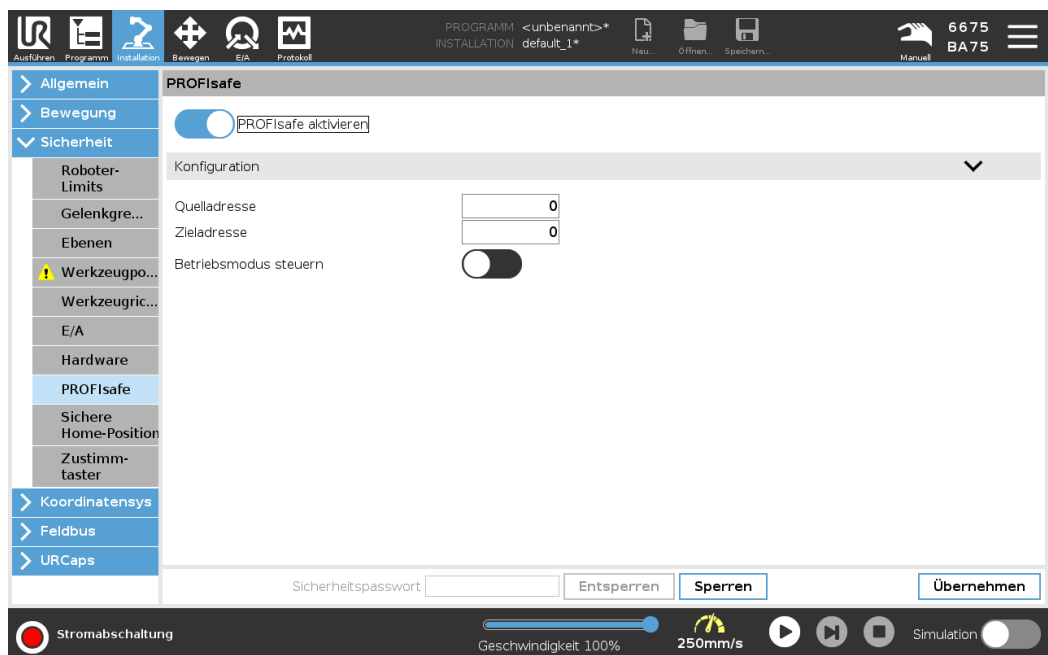 PROGRAMM <unbenannt>*
INSTALLATION default_1*
Ausführen Programm Installation Bewegen E/A Protokoll
Neu... Öffnen... Speichern...
Manuell
6675
BA75
Allgemein
Bewegung
Sicherheit
Roboter-
Limits
Gelenkgre...
Ebenen
Werkzeugpo...
Werkzeugric...
E/A
Hardware
PROFIsafe
Sichere
Home-Position
Zustimm-
taster
Koordinatensys
Feldbus
URCaps
PROFIsafe
PROFIsafe aktivieren
Konfiguration
Quelladresse 0
Zieladresse 0
Betriebsmodus steuern
Sicherheitspasswort Entsperren Sperren Übernehmen
Stromabschaltung
Geschwindigkeit 100%
250mm/s
Simulation